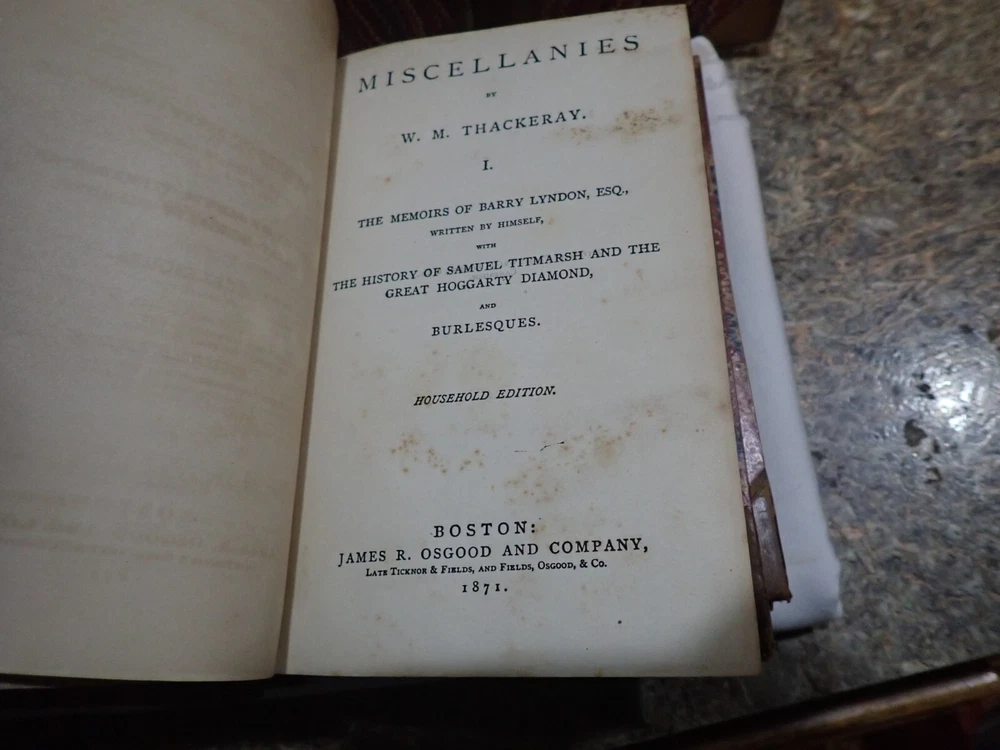 MISCELLANIES
BY
W. M. THACKERAY.
I.
THE MEMOIRS OF BARRY LYNDON, ESQ.,
WRITTEN BY HIMSELF,
WITH
THE HISTORY OF SAMUEL TITMARSH AND THE
GREAT HOGGARTY DIAMOND,
AND
BURLESQUES.
HOUSEHOLD EDITION.
BOSTON:
JAMES R. OSGOOD AND COMPANY,
LATE TICKNOR & FIELDS, AND FIELDS, OSGOOD, & CO.
1871.